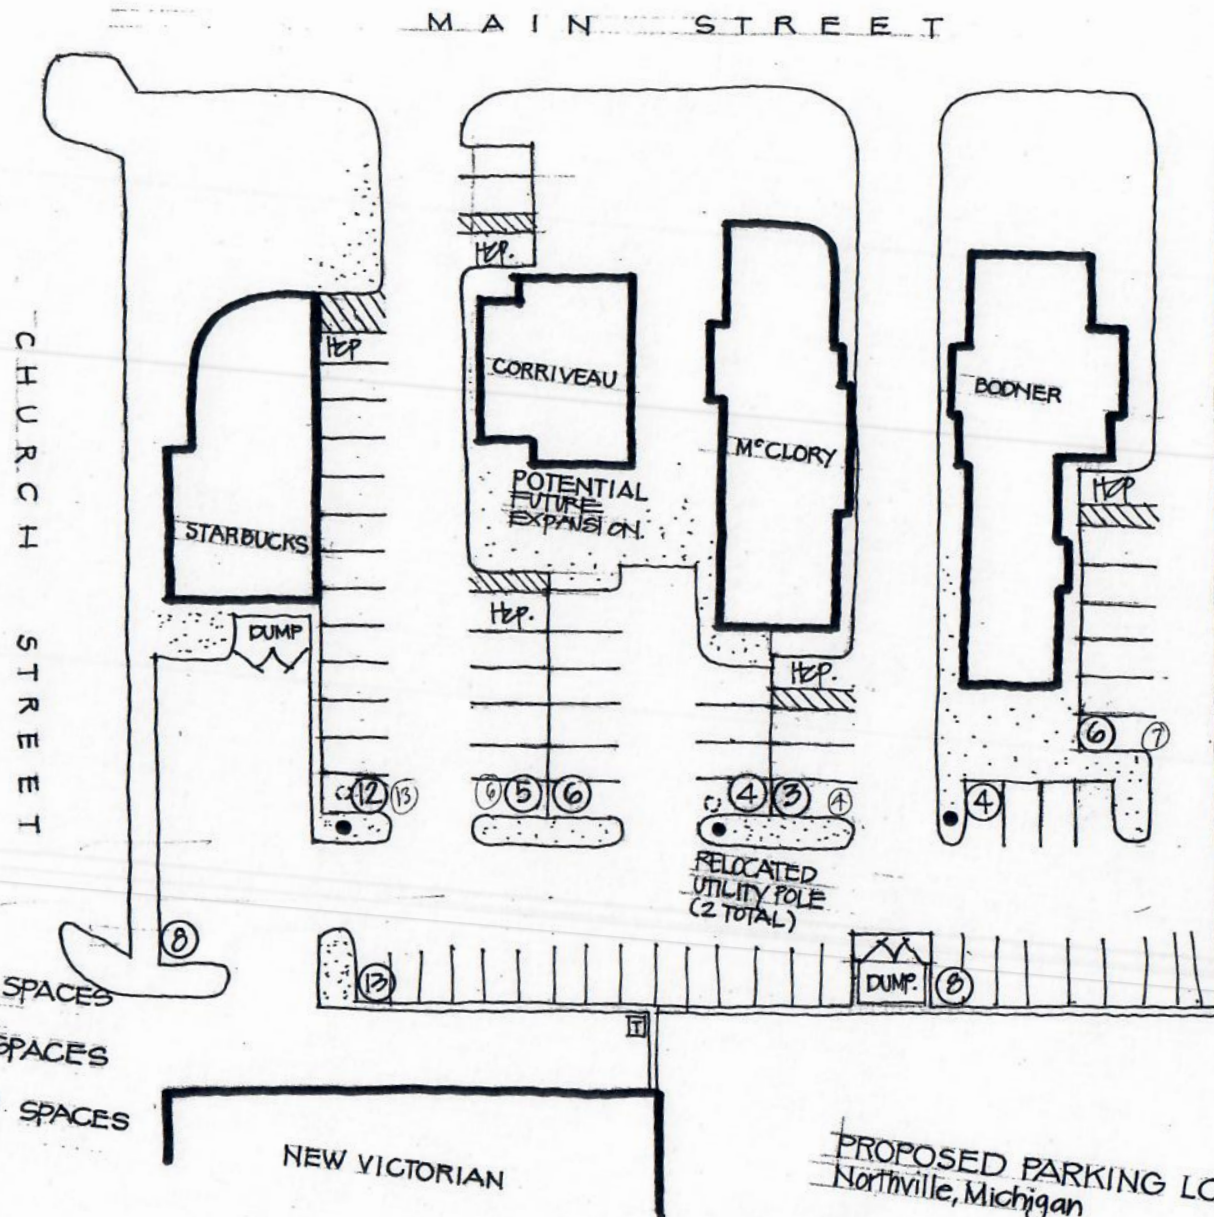 MAIN STREET
CHURCH STREET
HCP.
HCP
CORRIVEAU
BODNER
McCLORY
POTENTIAL
FUTURE
EXPANSION.
HCP
STARBUCKS
HCP.
DUMP
HCP.
6 7
12 13
6 5 6
4 3 4
4
RELOCATED
UTILITY POLE
(2 TOTAL)
8
13
DUMP.
8
SPACES
T
SPACES
SPACES
NEW VICTORIAN
PROPOSED PARKING LO
Northville, Michigan